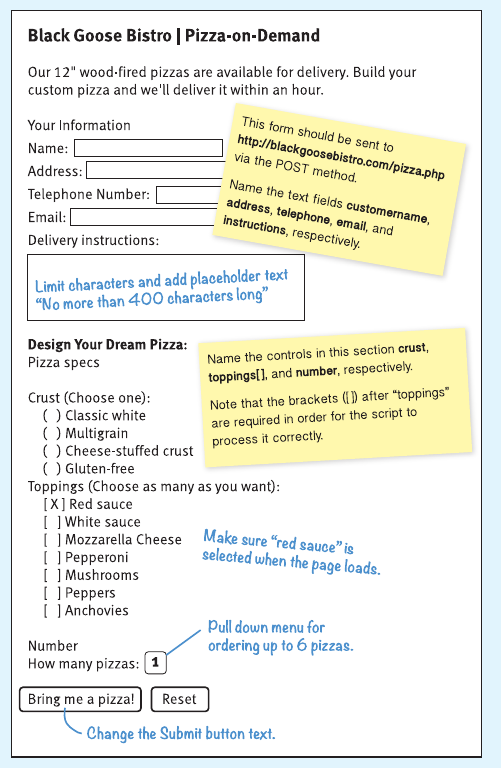 Black Goose Bistro | Pizza-on-Demand
Our 12" wood-fired pizzas are available for delivery. Build your
custom pizza and we'll deliver it within an hour.
Your Information
Name:
Address:
Telephone Number:
Email:
Delivery instructions:
This form should be sent to
http://blackgoosebistro.com/pizza.php
via the POST method.
Name the text fields customername,
address, telephone, email, and
instructions, respectively.
Limit characters and add placeholder text
“No more than 400 characters long”
Design Your Dream Pizza:
Pizza specs
Name the controls in this section crust,
toppings[], and number, respectively.
Note that the brackets ([]) after “toppings”
are required in order for the script to
process it correctly.
Crust (Choose one):
( ) Classic white
( ) Multigrain
( ) Cheese-stuffed crust
( ) Gluten-free
Toppings (Choose as many as you want):
[X] Red sauce
[ ] White sauce
[ ] Mozzarella Cheese
[ ] Pepperoni
[ ] Mushrooms
[ ] Peppers
[ ] Anchovies
Make sure “red sauce” is
selected when the page loads.
Number
How many pizzas: 1
Pull down menu for
ordering up to 6 pizzas.
Bring me a pizza! Reset
Change the Submit button text.